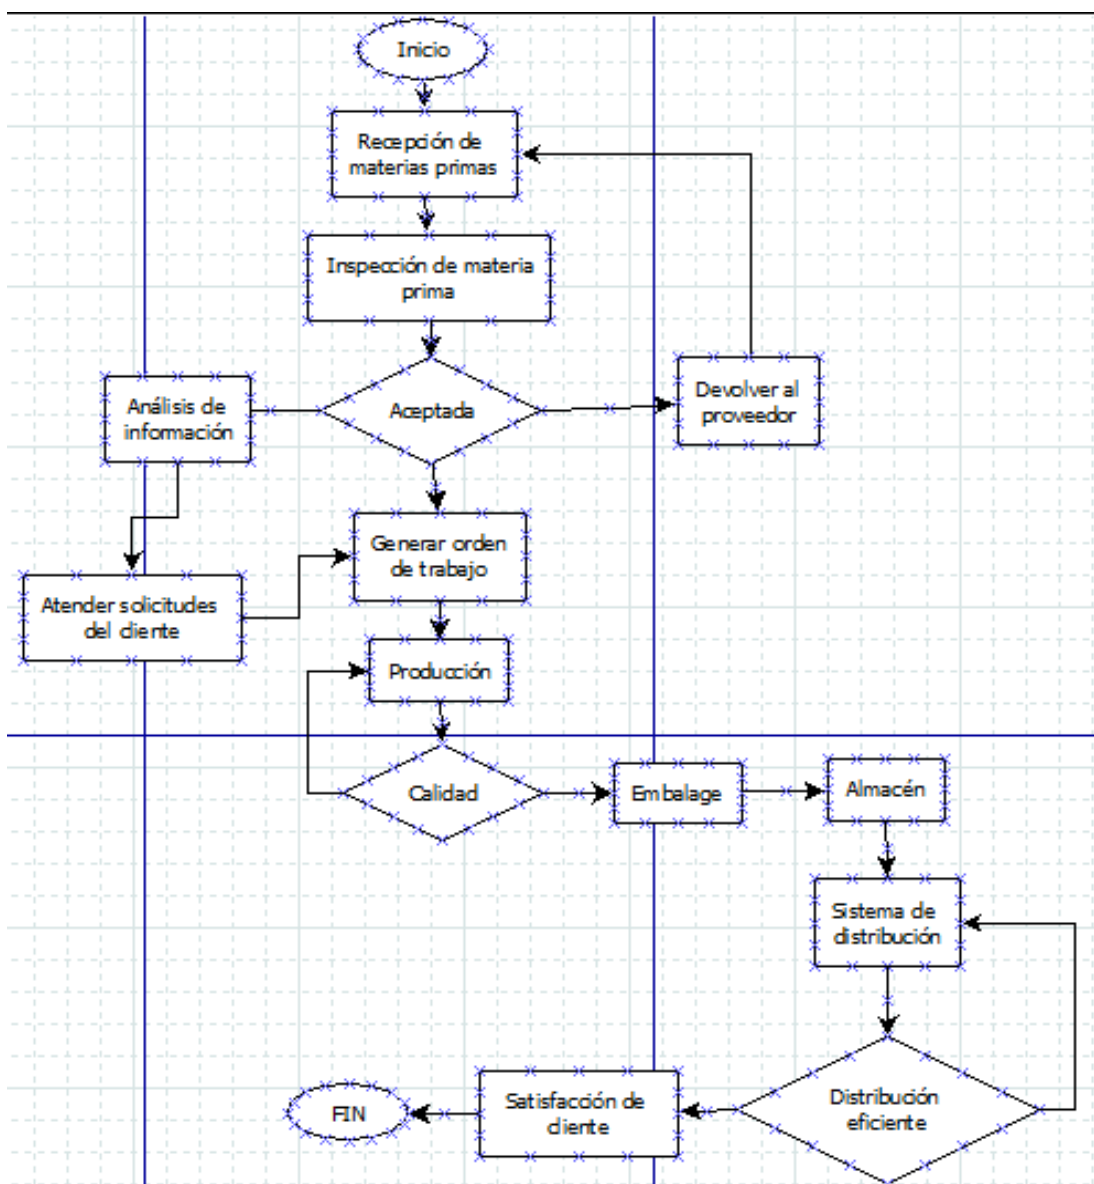 Inicio
Recepción de
materias primas
Inspección de materia
prima
Análisis de
información
Aceptada
Devolver al
proveedor
Generar orden
de trabajo
Atender solicitudes
del cliente
Producción
Calidad
Embalage
Almacén
Sistema de
distribución
Distribución
eficiente
Satisfacción de
cliente
FIN